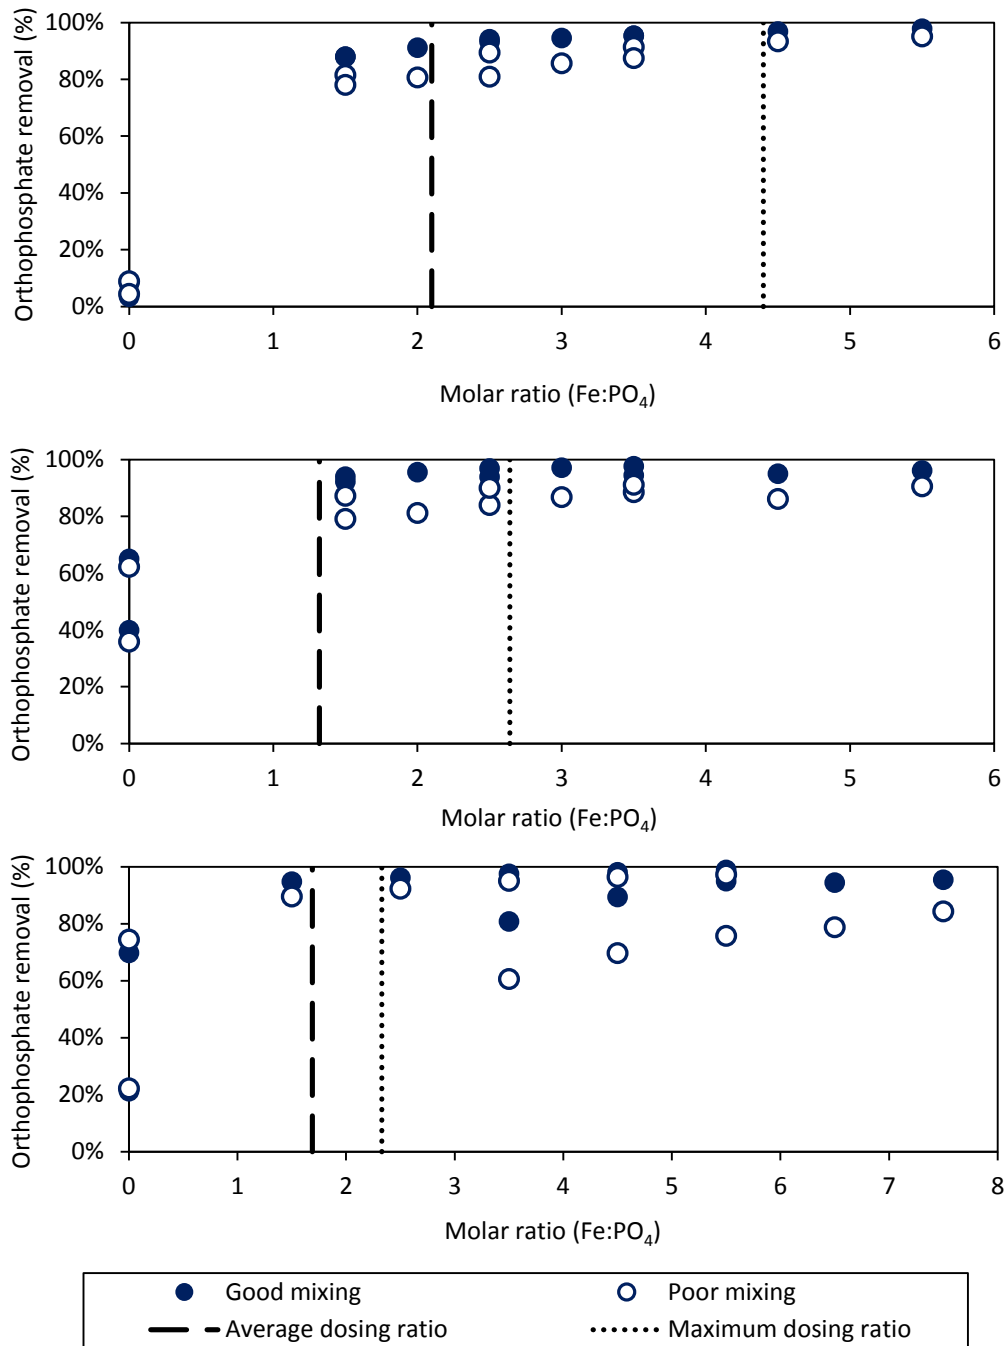 Orthophosphate removal (%)
100%
80%
60%
40%
20%
0%
0 1 2 3 4 5 6
Molar ratio (Fe:PO₄)
Orthophosphate removal (%)
100%
80%
60%
40%
20%
0%
0 1 2 3 4 5 6
Molar ratio (Fe:PO₄)
Orthophosphate removal (%)
100%
80%
60%
40%
20%
0%
0 1 2 3 4 5 6 7 8
Molar ratio (Fe:PO₄)
Good mixing Poor mixing
Average dosing ratio Maximum dosing ratio